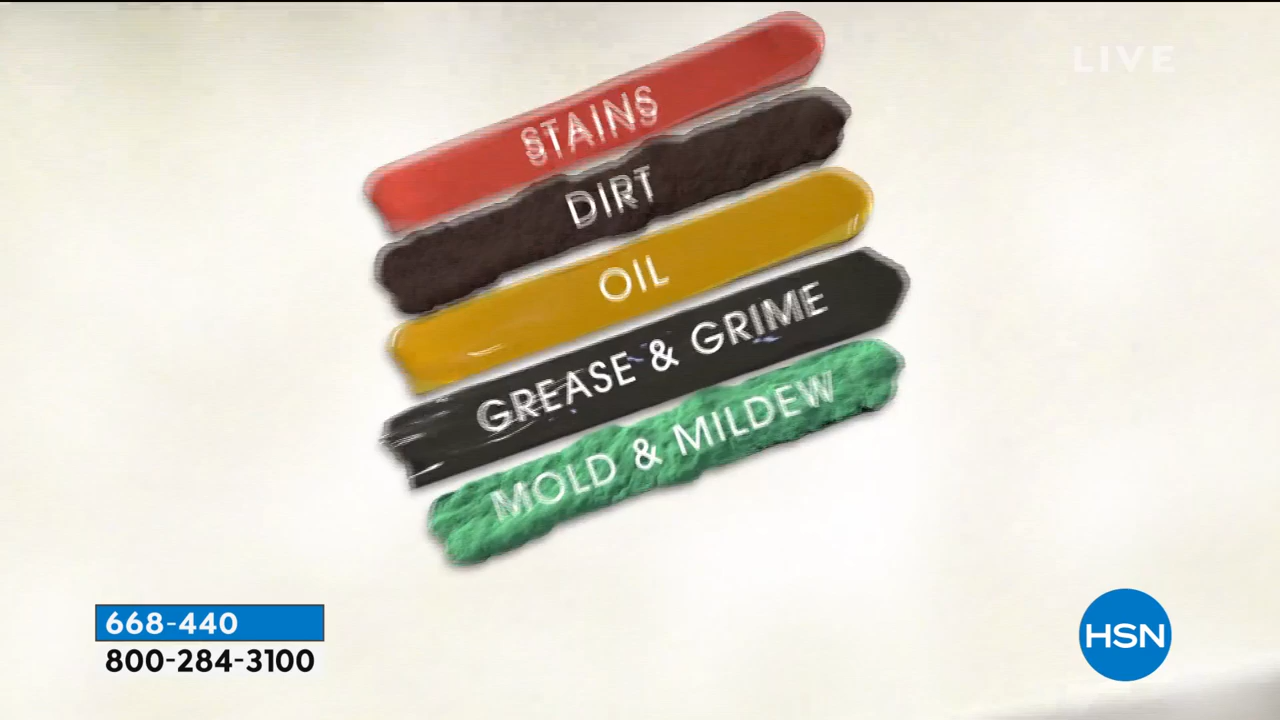 LIVE
STAINS
DIRT
OIL
GREASE & GRIME
MOLD & MILDEW
668-440
800-284-3100
HSN